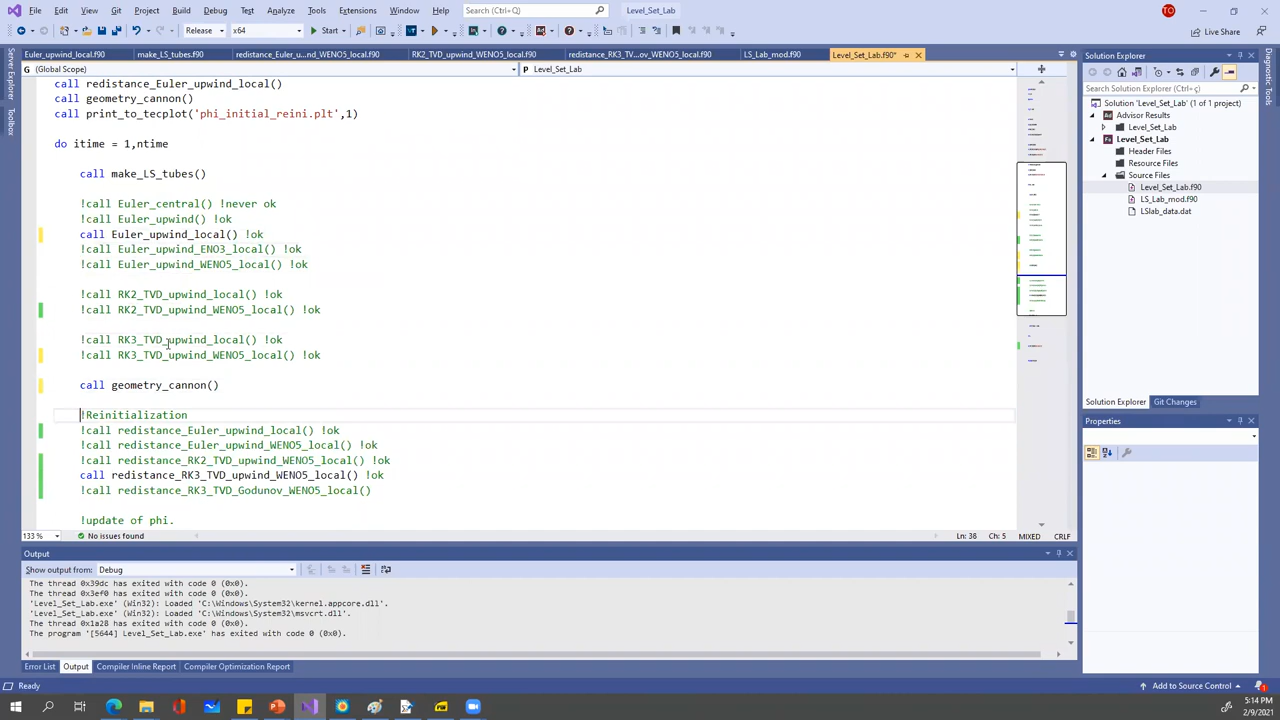 File Edit View Git Project Build Debug Test Analyze Tools Extensions Window Help Search (Ctrl+Q) Level_Set_Lab TO
Release x64 Start Live Share
Euler_upwind_local.f90 make_LS_tubes.f90 redistance_Euler_u...nd_WENO5_local.f90 RK2_TVD_upwind_WENO5_local.f90 redistance_RK3_TV...ov_WENO5_local.f90 LS_Lab_mod.f90 Level_Set_Lab.f90*
(Global Scope) Level_Set_Lab
call redistance_Euler_upwind_local()
call geometry_cannon()
call print_to_tecplot('phi_initial_reini.plt',1)
do itime = 1,ntime
call make_LS_tubes()
!call Euler_central() !never ok
!call Euler_upwind() !ok
call Euler_upwind_local() !ok
!call Euler_upwind_ENO3_local() !ok
!call Euler_upwind_WENO5_local() !ok
!call RK2_TVD_upwind_local() !ok
!call RK2_TVD_upwind_WENO5_local() !ok
!call RK3_TVD_upwind_local() !ok
!call RK3_TVD_upwind_WENO5_local() !ok
call geometry_cannon()
!Reinitialization
!call redistance_Euler_upwind_local() !ok
!call redistance_Euler_upwind_WENO5_local() !ok
!call redistance_RK2_TVD_upwind_WENO5_local() !ok
call redistance_RK3_TVD_upwind_WENO5_local() !ok
!call redistance_RK3_TVD_Godunov_WENO5_local()
!update of phi.
133 % No issues found Ln: 38 Ch: 5 MIXED CRLF
Output
Show output from: Debug
The thread 0x39dc has exited with code 0 (0x0).
The thread 0x3ef0 has exited with code 0 (0x0).
'Level_Set_Lab.exe' (Win32): Loaded 'C:\Windows\System32\kernel.appcore.dll'.
'Level_Set_Lab.exe' (Win32): Loaded 'C:\Windows\System32\msvcrt.dll'.
The thread 0x1a28 has exited with code 0 (0x0).
The program '[5644] Level_Set_Lab.exe' has exited with code 0 (0x0).
Error List Output Compiler Inline Report Compiler Optimization Report
Server Explorer
Toolbox
Solution Explorer
Search Solution Explorer (Ctrl+;)
Solution 'Level_Set_Lab' (1 of 1 project)
Advisor Results
Level_Set_Lab
Level_Set_Lab
Header Files
Resource Files
Source Files
Level_Set_Lab.f90
LS_Lab_mod.f90
LSlab_data.dat
Solution Explorer Git Changes
Properties
Diagnostic Tools
Ready Add to Source Control
5:14 PM
2/9/2021